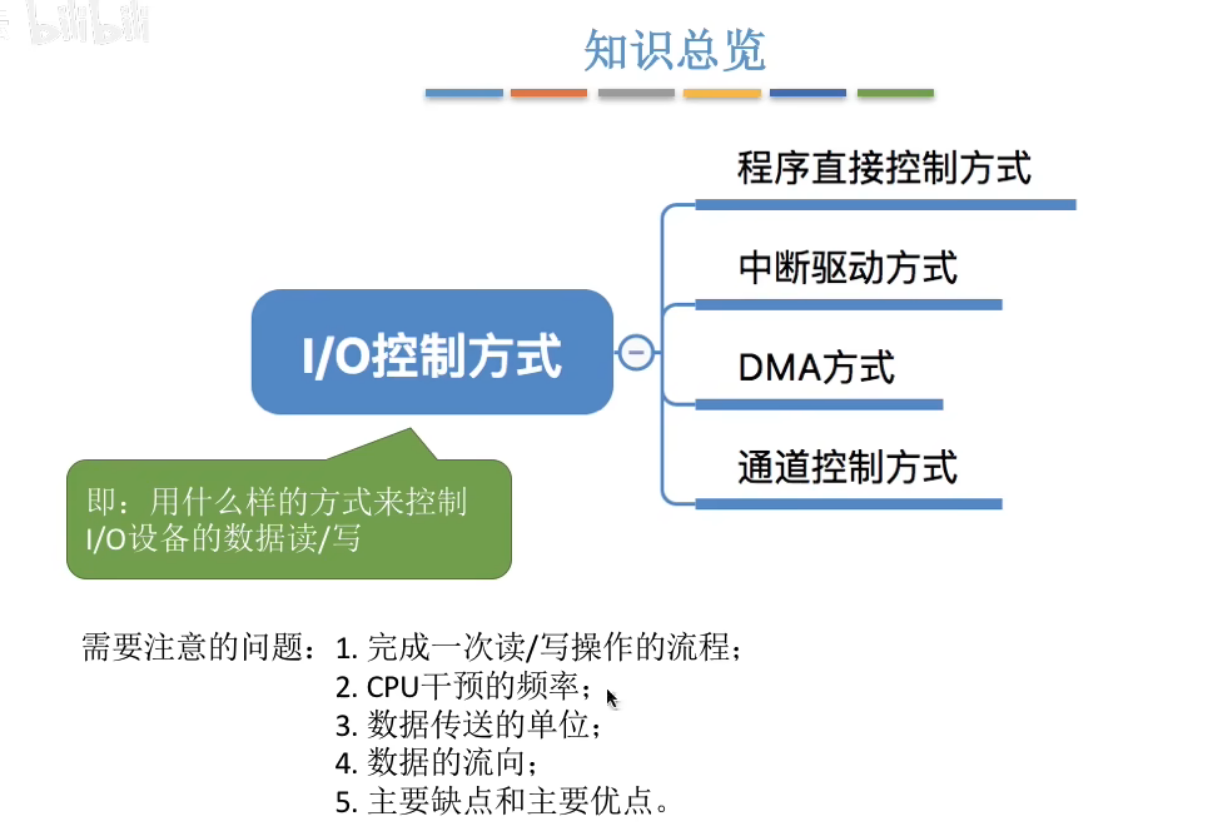 bilibili
知识总览
程序直接控制方式
中断驱动方式
I/O控制方式
DMA方式
通道控制方式
即：用什么样的方式来控制
I/O设备的数据读/写
需要注意的问题：1. 完成一次读/写操作的流程；
2. CPU干预的频率；
3. 数据传送的单位；
4. 数据的流向；
5. 主要缺点和主要优点。